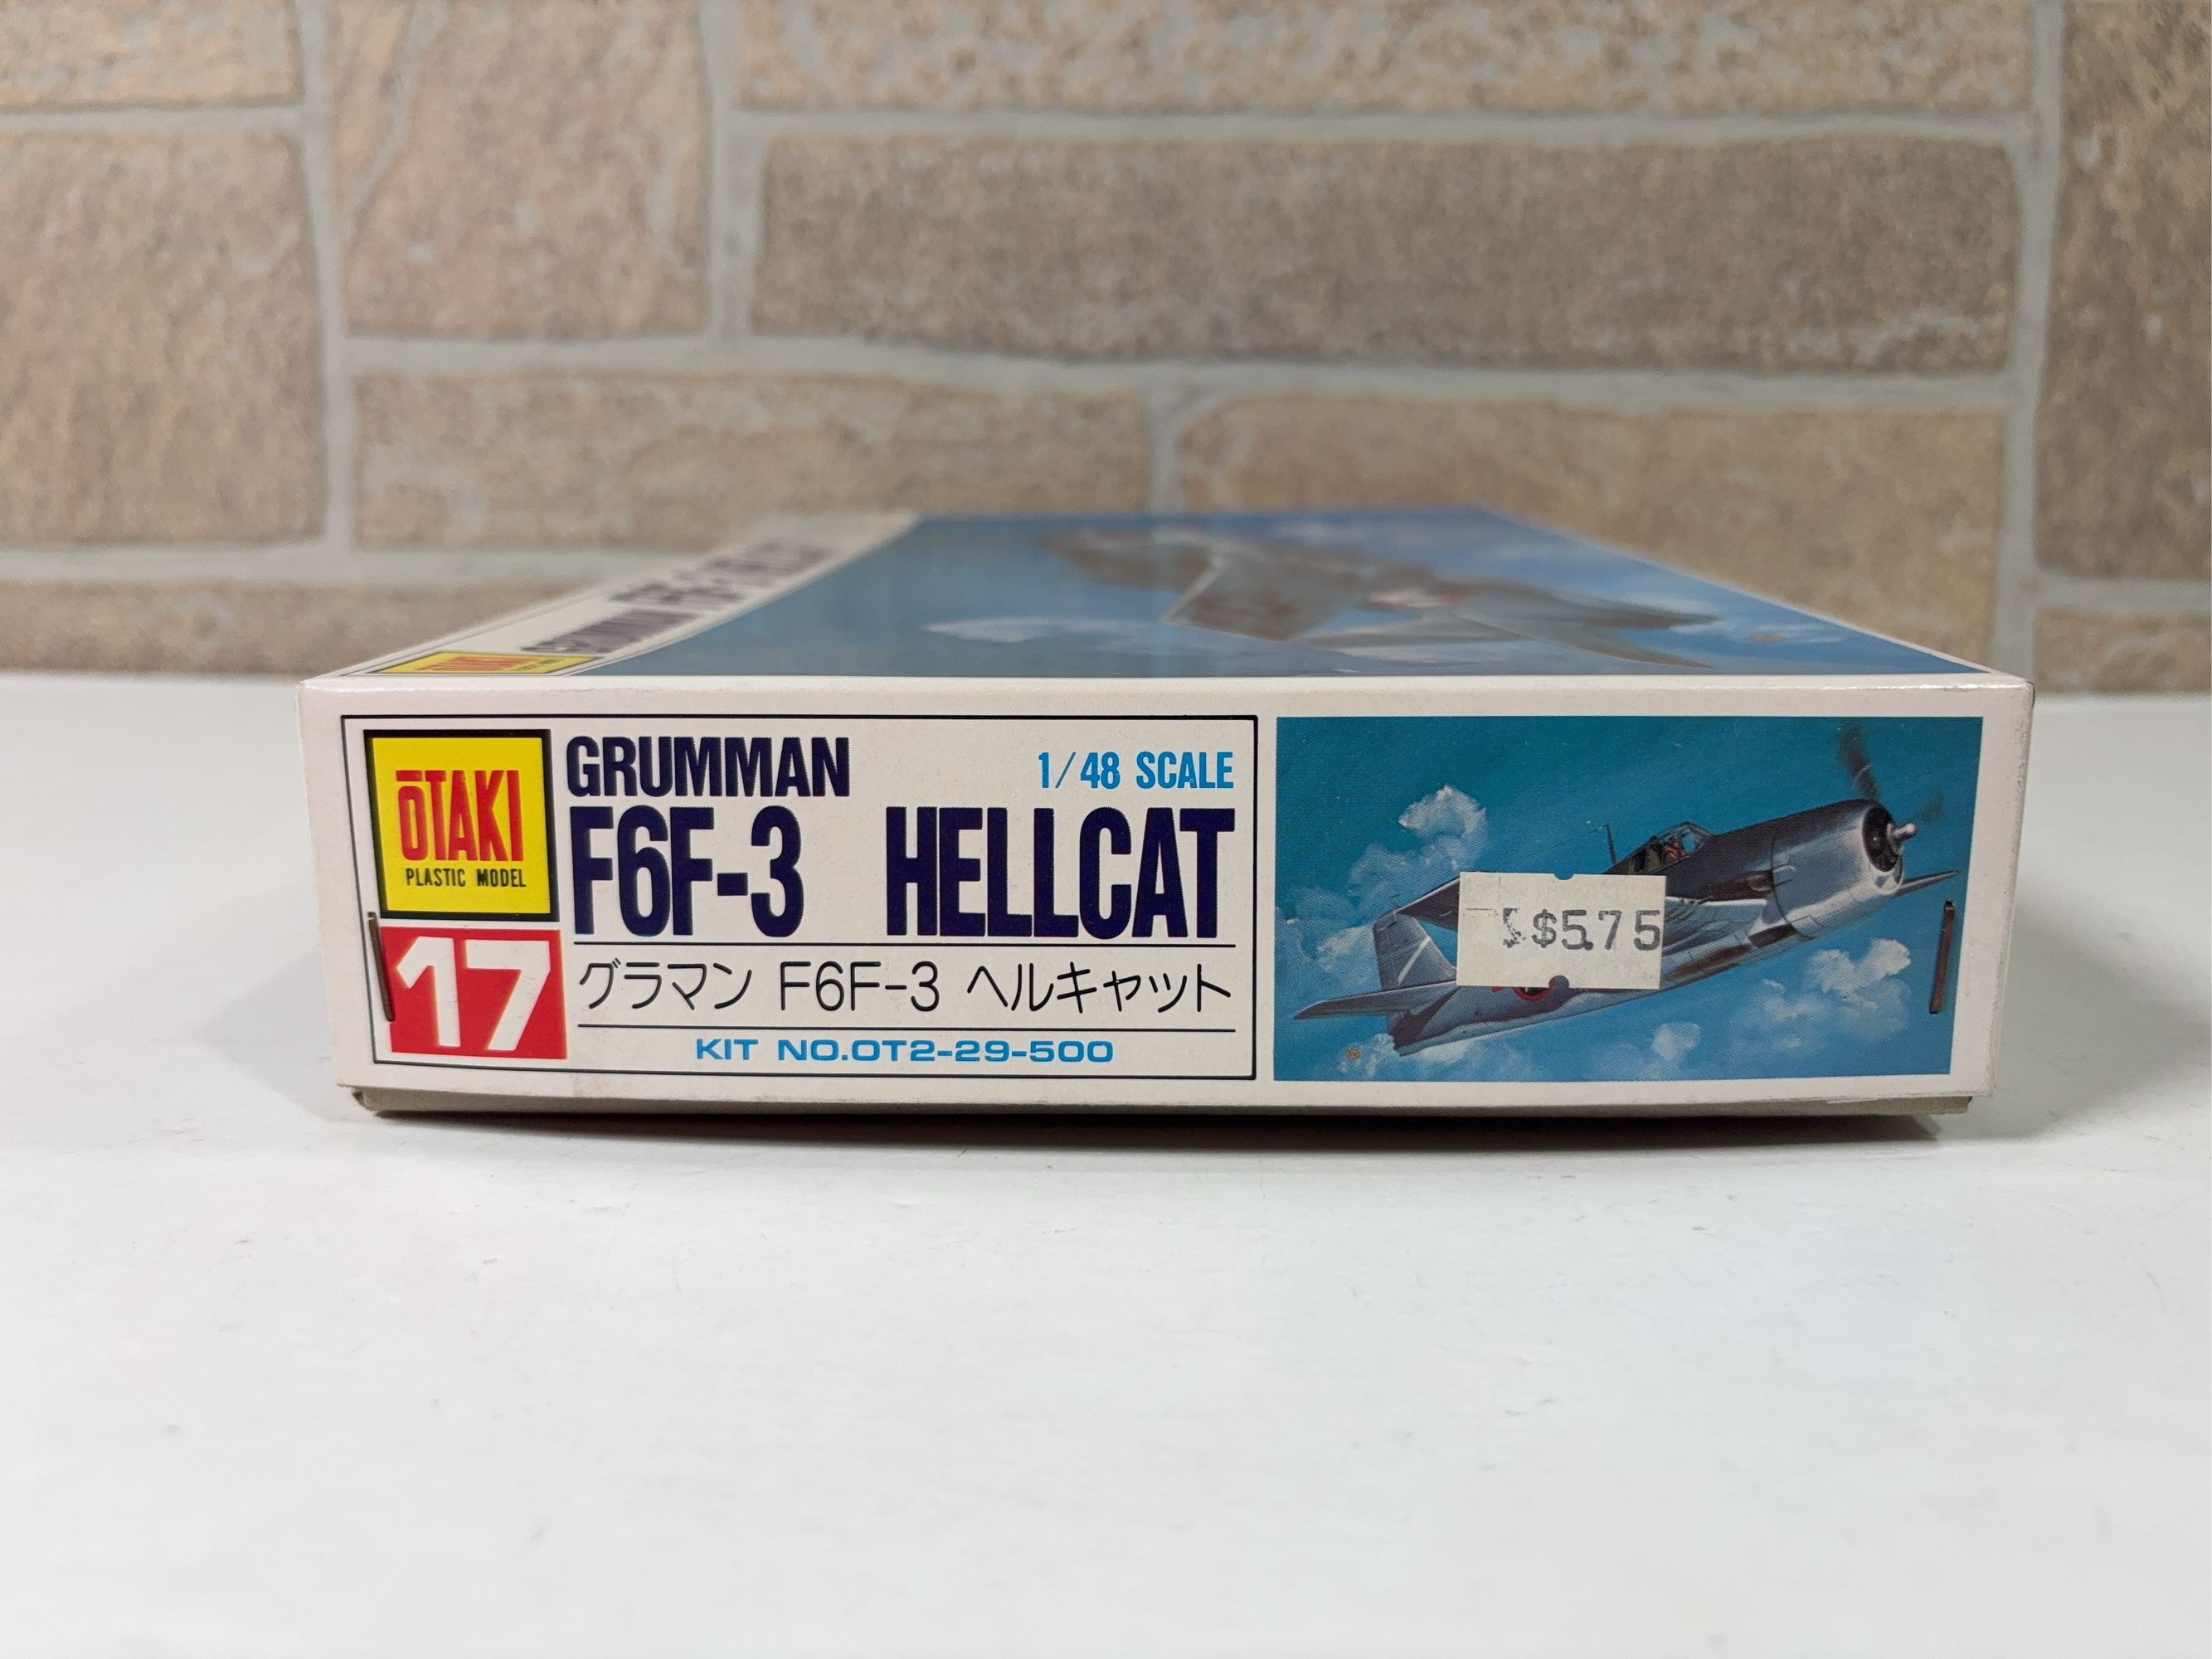 ŌTAKI
PLASTIC MODEL
17
GRUMMAN
1/48 SCALE
F6F-3 HELLCAT
グラマン F6F-3 ヘルキャット
KIT NO.OT2-29-500
$5.75